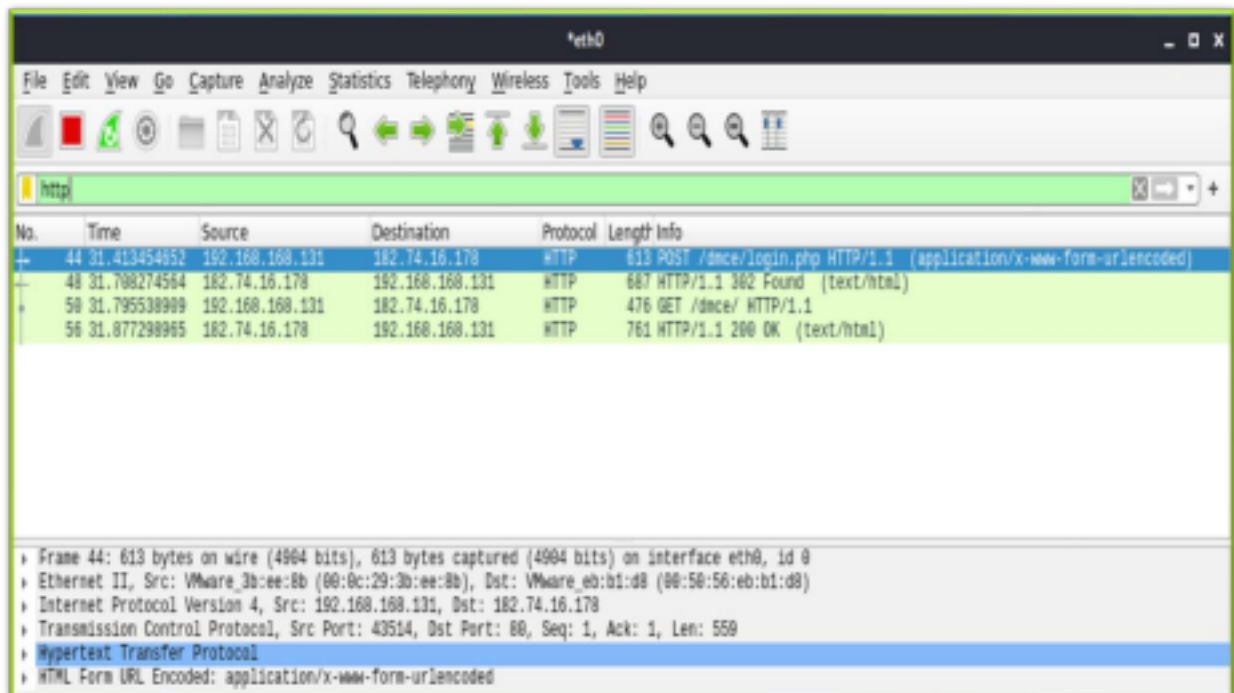 *eth0
File Edit View Go Capture Analyze Statistics Telephony Wireless Tools Help
http
No. Time Source Destination Protocol Length Info
44 31.413454652 192.168.168.131 182.74.16.178 HTTP 613 POST /dmce/login.php HTTP/1.1 (application/x-www-form-urlencoded)
48 31.708274564 182.74.16.178 192.168.168.131 HTTP 687 HTTP/1.1 302 Found (text/html)
50 31.795538909 192.168.168.131 182.74.16.178 HTTP 476 GET /dmce/ HTTP/1.1
56 31.877298965 182.74.16.178 192.168.168.131 HTTP 761 HTTP/1.1 200 OK (text/html)
Frame 44: 613 bytes on wire (4904 bits), 613 bytes captured (4904 bits) on interface eth0, id 0
Ethernet II, Src: VMware_3b:ee:8b (00:0c:29:3b:ee:8b), Dst: VMware_eb:b1:d8 (00:50:56:eb:b1:d8)
Internet Protocol Version 4, Src: 192.168.168.131, Dst: 182.74.16.178
Transmission Control Protocol, Src Port: 43514, Dst Port: 80, Seq: 1, Ack: 1, Len: 559
Hypertext Transfer Protocol
HTML Form URL Encoded: application/x-www-form-urlencoded